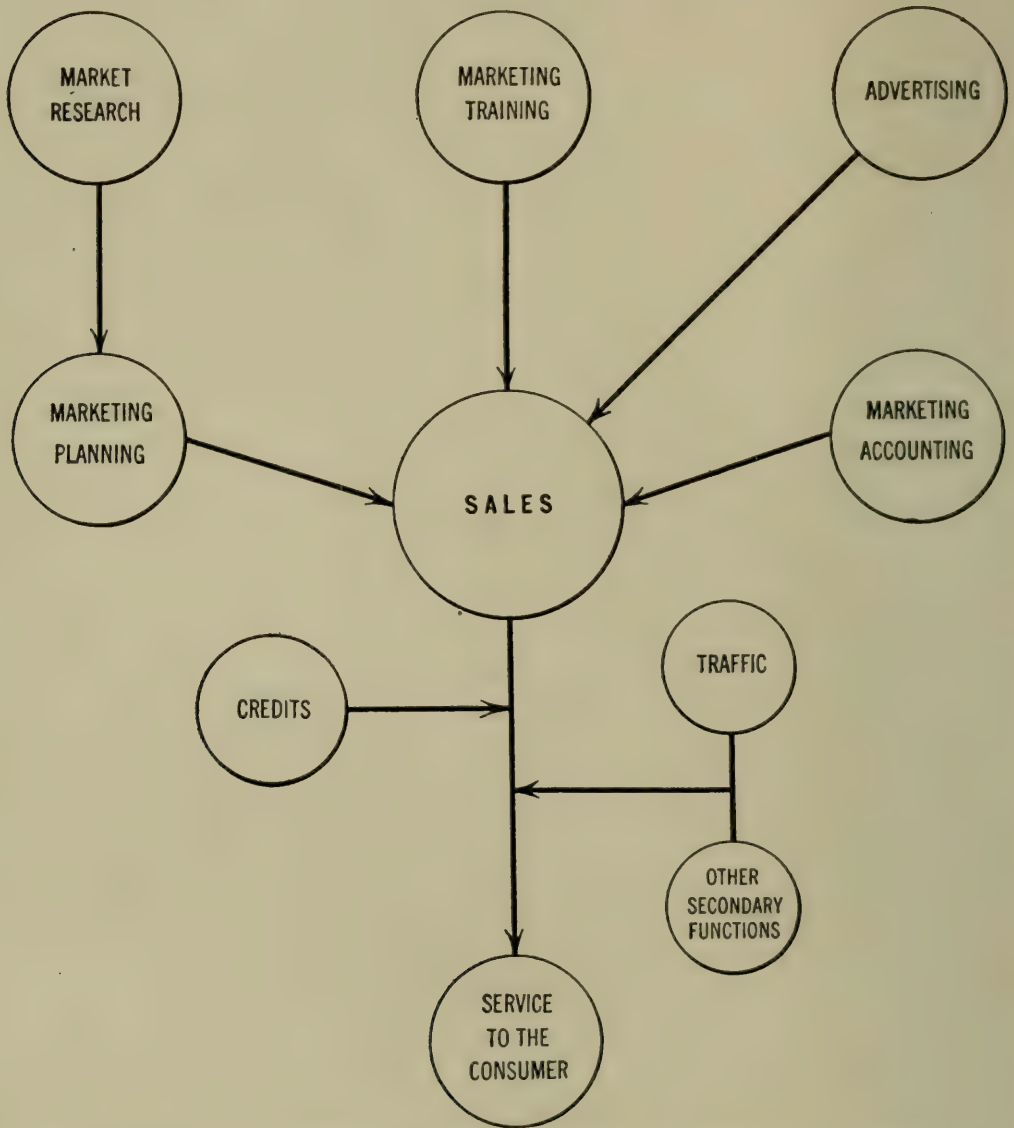 MARKET
RESEARCH
MARKETING
TRAINING
ADVERTISING
MARKETING
PLANNING
SALES
MARKETING
ACCOUNTING
CREDITS
TRAFFIC
OTHER
SECONDARY
FUNCTIONS
SERVICE
TO THE
CONSUMER